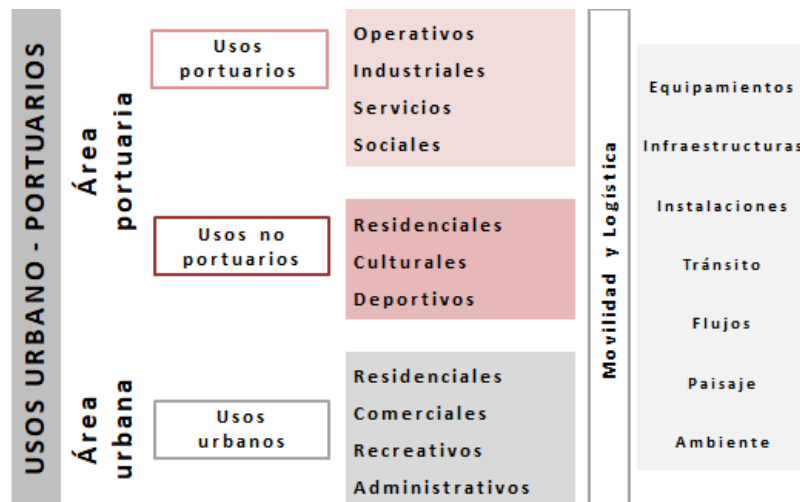 USOS URBANO - PORTUARIOS
Área
portuaria
Usos
portuarios
Operativos
Industriales
Servicios
Sociales
Usos no
portuarios
Residenciales
Culturales
Deportivos
Área
urbana
Usos
urbanos
Residenciales
Comerciales
Recreativos
Administrativos
Movilidad y Logística
Equipamientos
Infraestructuras
Instalaciones
Tránsito
Flujos
Paisaje
Ambiente